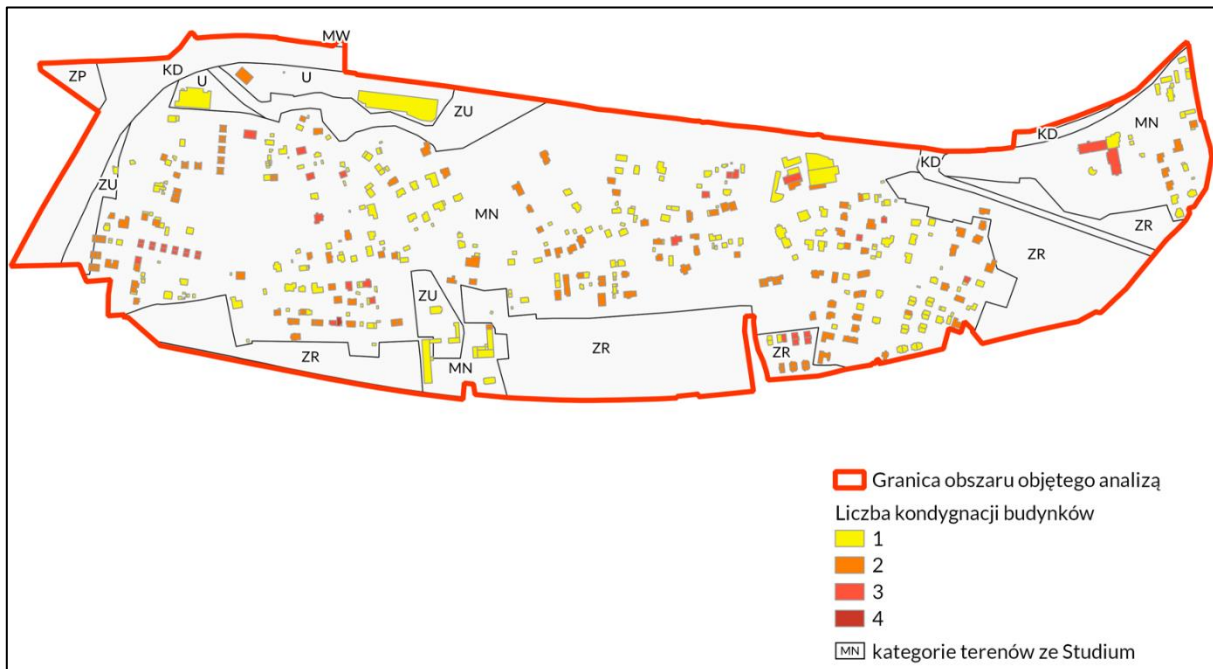 MW
ZP
KD
U
U
ZU
KD
KD
MN
ZU
MN
ZR
ZR
ZU
ZR
ZR
MN
ZR
Granica obszaru objętego analizą
Liczba kondygnacji budynków
1
2
3
4
MN kategorie terenów ze Studium